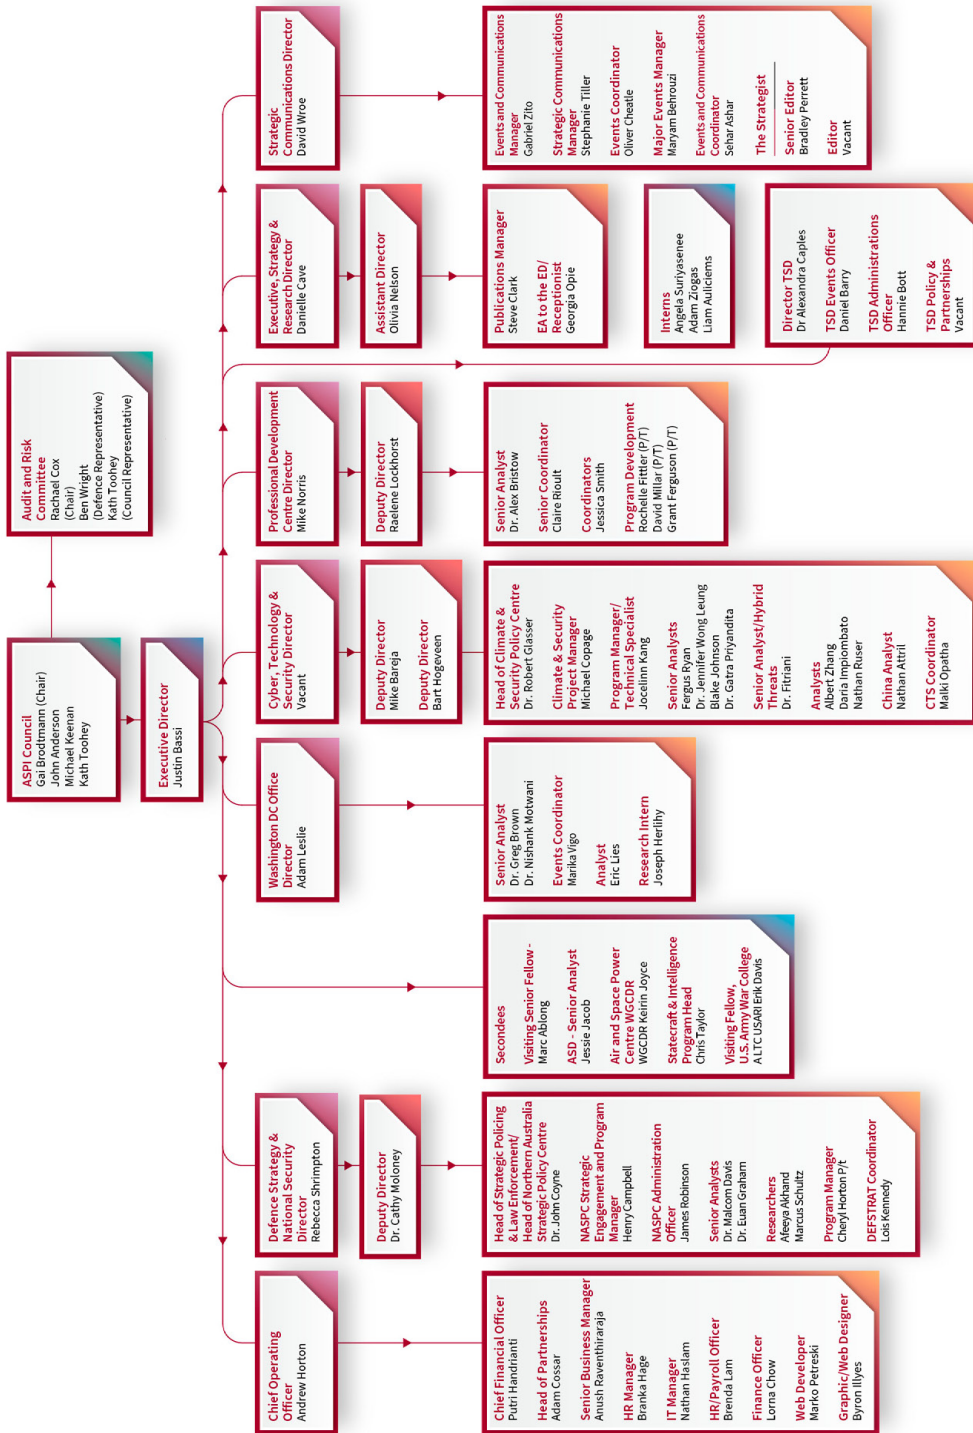 ASPI Council
Gai Brodtmann (Chair)
John Anderson
Michael Keenan
Kath Toohey
Audit and Risk
Committee
Rachael Cox
(Chair)
Ben Wright
(Defence Representative)
Kath Toohey
(Council Representative)
Executive Director
Justin Bassi
Chief Operating
Officer
Andrew Horton
Chief Financial Officer
Putri Handrianti
Head of Partnerships
Adam Cossar
Senior Business Manager
Anush Raventhiraraja
HR Manager
Branka Hage
IT Manager
Nathan Haslam
HR/Payroll Officer
Brenda Lam
Finance Officer
Lorna Chow
Web Developer
Marko Petreski
Graphic/Web Designer
Byron Illyes
Defence Strategy &
National Security
Director
Rebecca Shrimpton
Deputy Director
Dr. Cathy Moloney
Head of Strategic Policing
& Law Enforcement/
Head of Northern Australia
Strategic Policy Centre
Dr. John Coyne
NASPC Strategic
Engagement and Program
Manager
Henry Campbell
NASPC Administration
Officer
James Robinson
Senior Analysts
Dr. Malcom Davis
Dr. Euan Graham
Researchers
Afeeya Akhand
Marcus Schultz
Program Manager
Cheryl Horton P/t
DEFSTRAT Coordinator
Lois Kennedy
Secondees
Visiting Senior Fellow -
Marc Ablong
ASD - Senior Analyst
Jessie Jacob
Air and Space Power
Centre WGCDR
WGCDR Keirin Joyce
Statecraft & Intelligence
Program Head
Chris Taylor
Visiting Fellow,
U.S. Army War College
A LTC USARI Erik Davis
Washington DC Office
Director
Adam Leslie
Senior Analyst
Dr. Greg Brown
Dr. Nishank Motwani
Events Coordinator
Marika Vigo
Analyst
Eric Lies
Research Intern
Joseph Herlihy
Cyber, Technology &
Security Director
Vacant
Deputy Director
Mike Bareja
Deputy Director
Bart Hogeveen
Head of Climate &
Security Policy Centre
Dr. Robert Glasser
Climate & Security
Project Manager
Michael Copage
Program Manager/
Technical Specialist
Jocelinn Kang
Senior Analysts
Fergus Ryan
Dr. Jennifer Wong Leung
Blake Johnson
Dr. Gatra Priyandita
Senior Analyst/Hybrid
Threats
Dr. Fitriani
Analysts
Albert Zhang
Daria Impiombato
Nathan Ruser
China Analyst
Nathan Attril
CTS Coordinator
Malki Opatha
Professional Development
Centre Director
Mike Norris
Deputy Director
Raelene Lockhorst
Senior Analyst
Dr. Alex Bristow
Senior Coordinator
Claire Rioult
Coordinators
Jessica Smith
Program Development
Rochelle Fittler (P/T)
David Millar (P/T)
Grant Ferguson (P/T)
Executive, Strategy &
Research Director
Danielle Cave
Assistant Director
Olivia Nelson
Publications Manager
Steve Clark
EA to the ED/
Receptionist
Georgia Opie
Interns
Angela Suriyasenee
Adam Ziogas
Liam Auliciems
Director TSD
Dr Alexandra Caples
TSD Events Officer
Daniel Barry
TSD Administrations
Officer
Hannie Bott
TSD Policy &
Partnerships
Vacant
Strategic
Communications Director
David Wroe
Events and Communications
Manager
Gabriel Zito
Strategic Communications
Manager
Stephanie Tiller
Events Coordinator
Oliver Cheatle
Major Events Manager
Maryam Behrouzi
Events and Communications
Coordinator
Sehar Ashar
The Strategist
Senior Editor
Bradley Perrett
Editor
Vacant